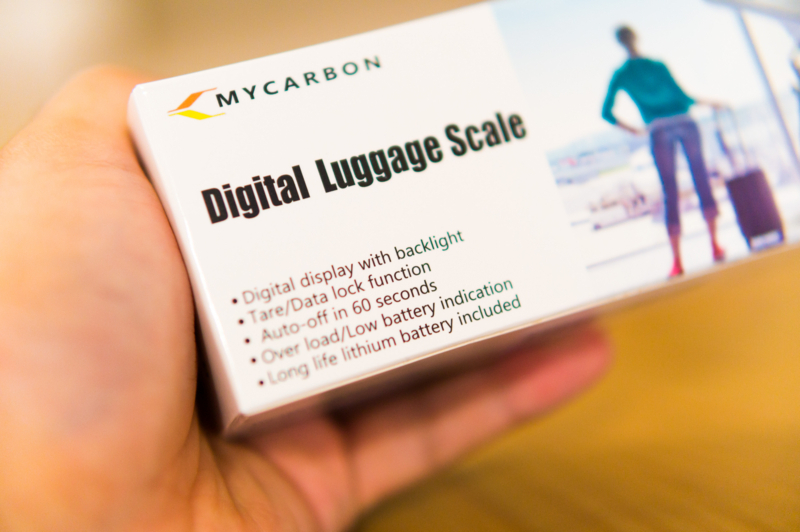 MYCARBON
Digital Luggage Scale
• Digital display with backlight
• Tare/Data lock function
• Auto-off in 60 seconds
• Over load/Low battery indication
• Long life lithium battery included